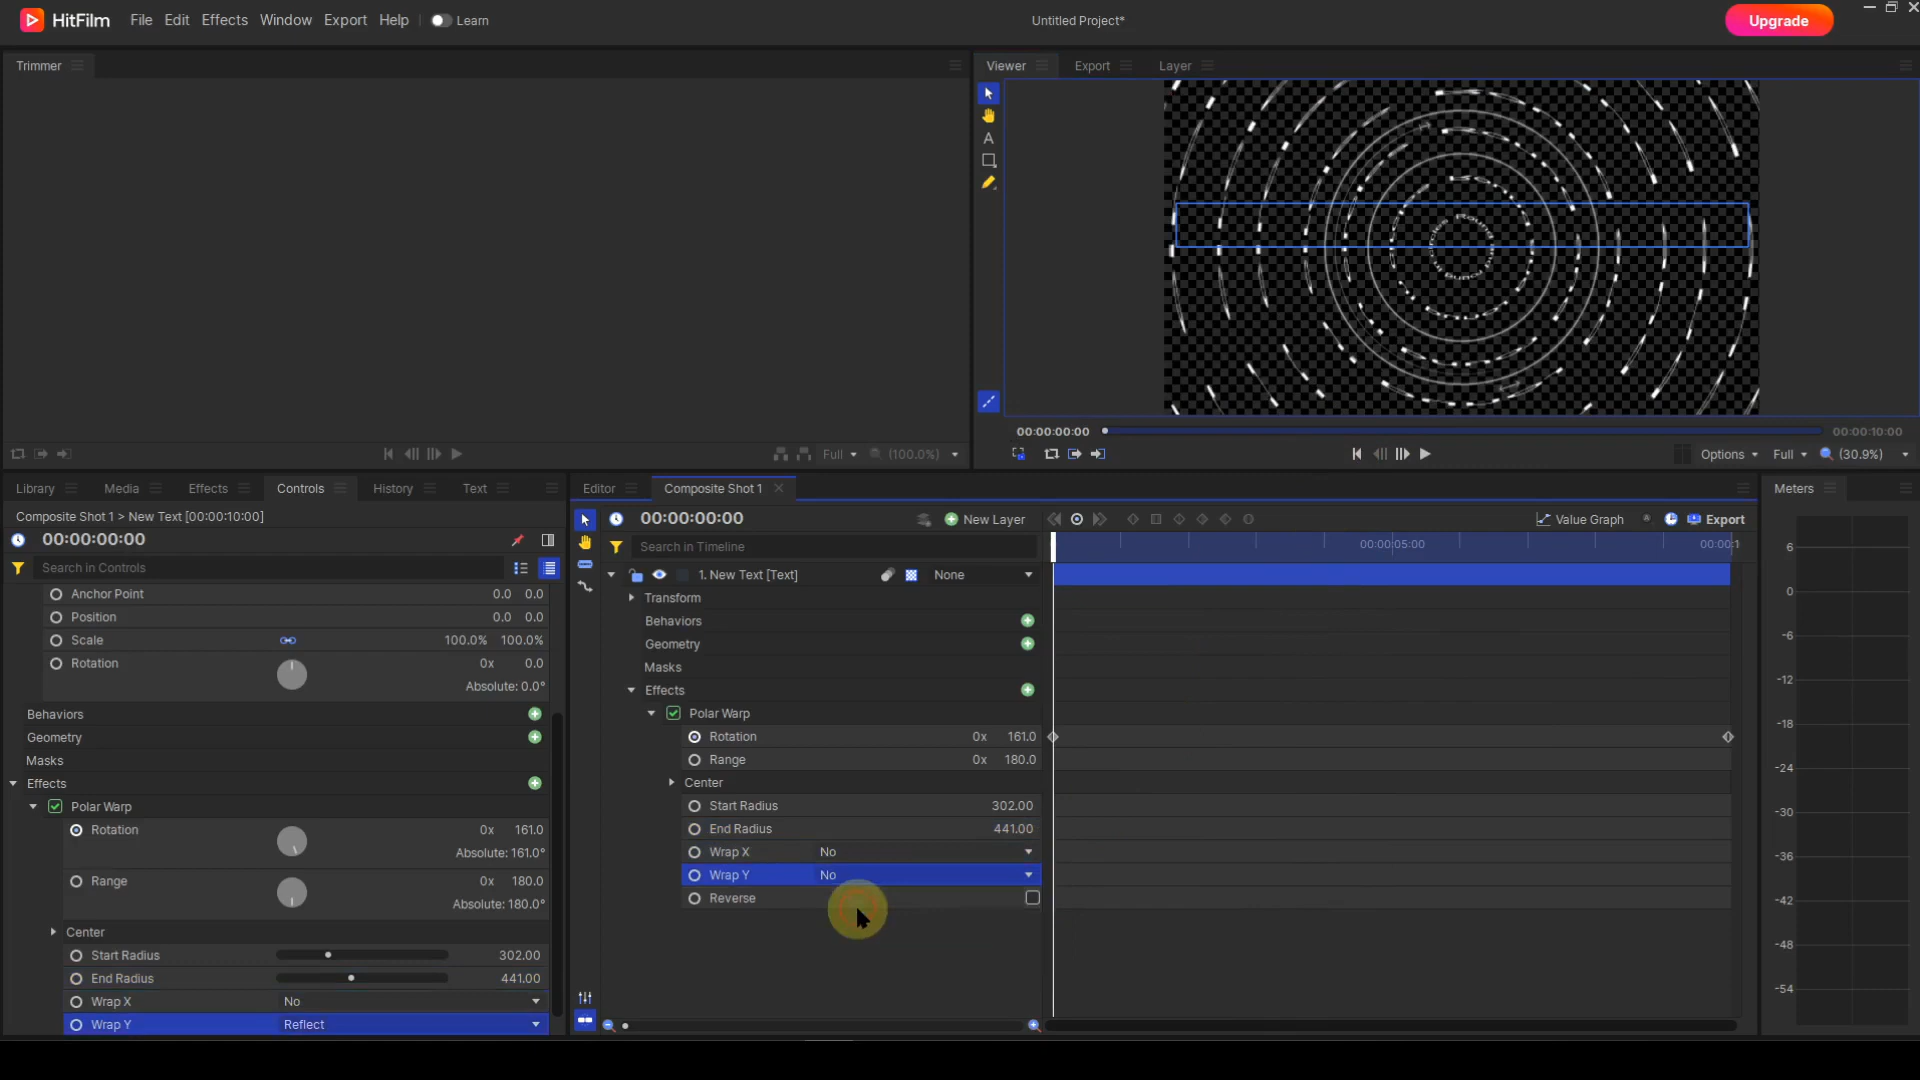 HitFilm File Edit Effects Window Export Help Learn Untitled Project* Upgrade
Trimmer
Viewer Export Layer
A
00:00:00:00 00:00:10:00
Full (100.0%)
Options Full (30.9%)
Library Media Effects Controls History Text
Composite Shot 1 > New Text [00:00:10:00]
00:00:00:00
Search in Controls
Anchor Point 0.0 0.0
Position 0.0 0.0
Scale 100.0% 100.0%
Rotation 0x 0.0
Absolute: 0.0°
Behaviors
Geometry
Masks
Effects
Polar Warp
Rotation 0x 161.0
Absolute: 161.0°
Range 0x 180.0
Absolute: 180.0°
Center
Start Radius 302.00
End Radius 441.00
Wrap X No
Wrap Y Reflect
Editor Composite Shot 1
00:00:00:00 New Layer Value Graph Export
Search in Timeline 00:00:05:00 00:00:1
1. New Text [Text] None
Transform
Behaviors
Geometry
Masks
Effects
Polar Warp
Rotation 0x 161.0
Range 0x 180.0
Center
Start Radius 302.00
End Radius 441.00
Wrap X No
Wrap Y No
Reverse
Meters
6
0
-6
-12
-18
-24
-30
-36
-42
-48
-54